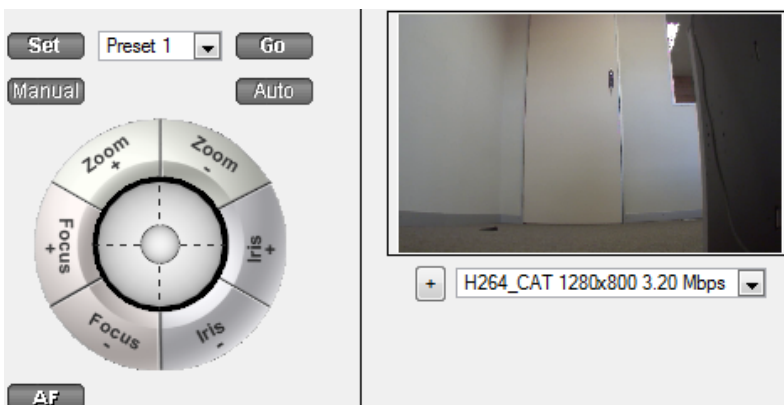 Set Preset 1 Go
Manual Auto
Zoom + Zoom -
Focus + Iris +
Focus - Iris -
+ H264_CAT 1280x800 3.20 Mbps
AF